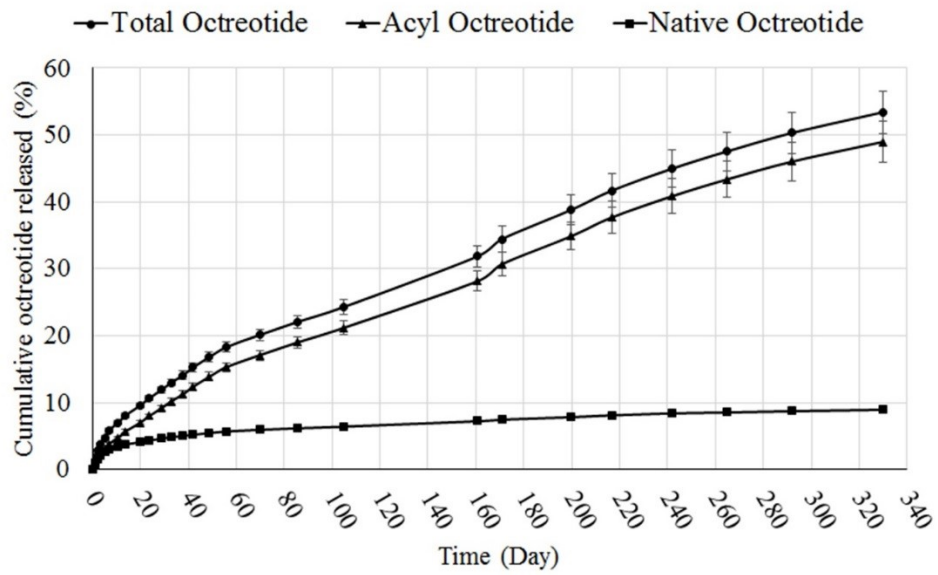 Total Octreotide Acyl Octreotide Native Octreotide
60
50
40
30
20
10
0
Cumulative octreotide released (%)
0 20 40 60 80 100 120 140 160 180 200 220 240 260 280 300 320 340
Time (Day)